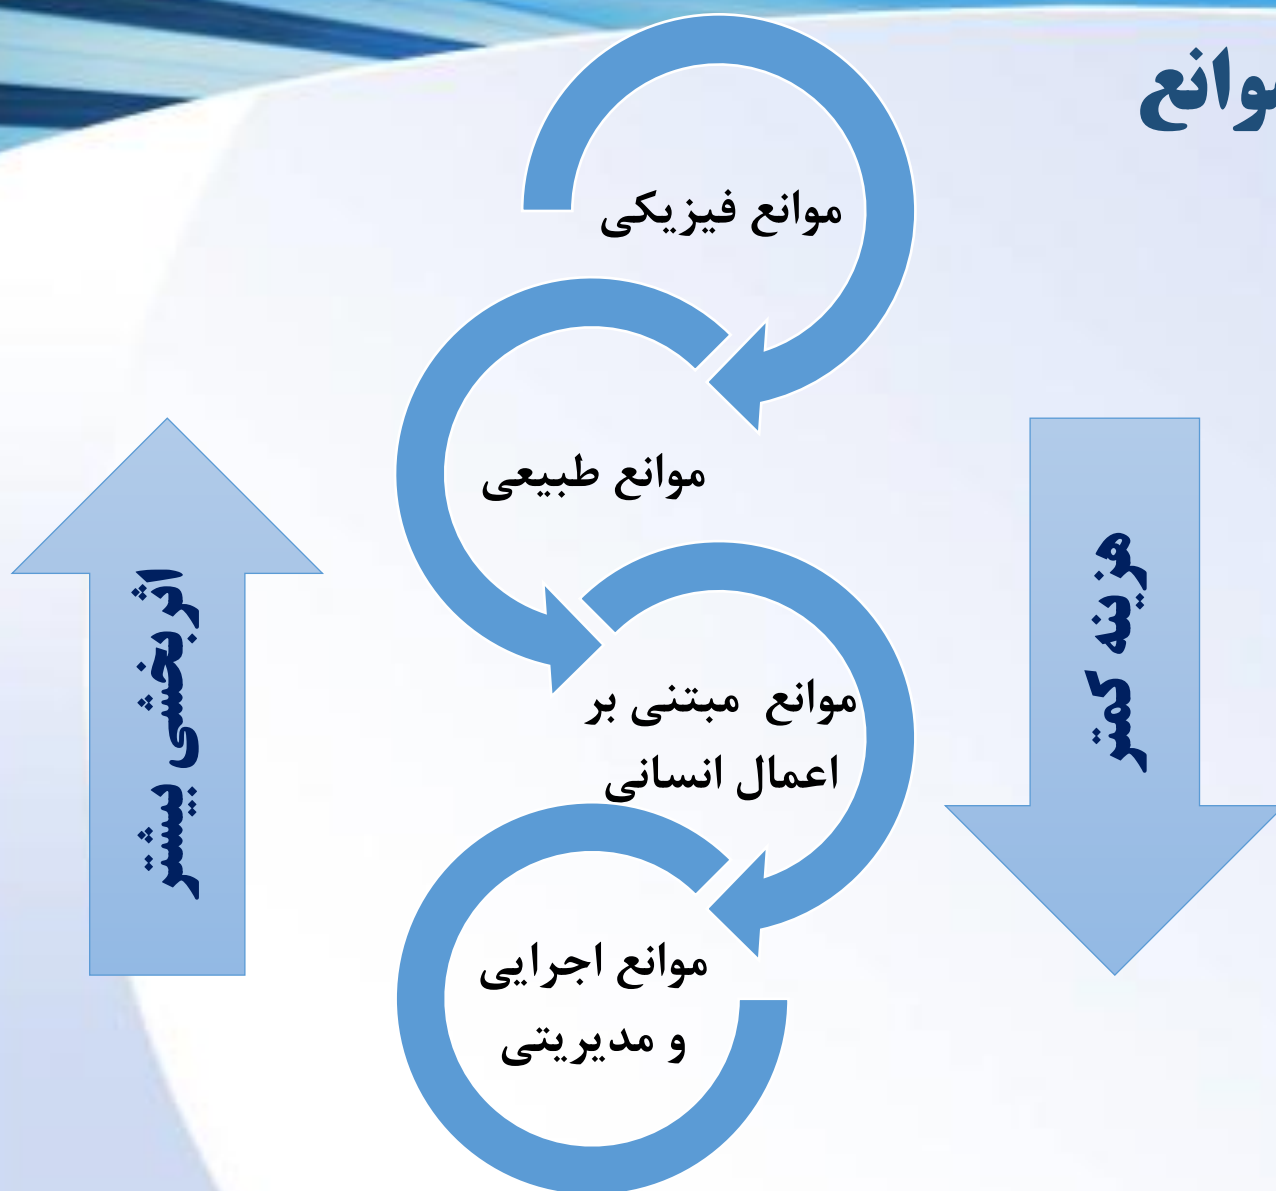 موانع
موانع فیزیکی
موانع طبیعی
موانع مبتنی بر
اعمال انسانی
موانع اجرایی
و مدیریتی
اثربخشی بیشتر
هزینه کمتر